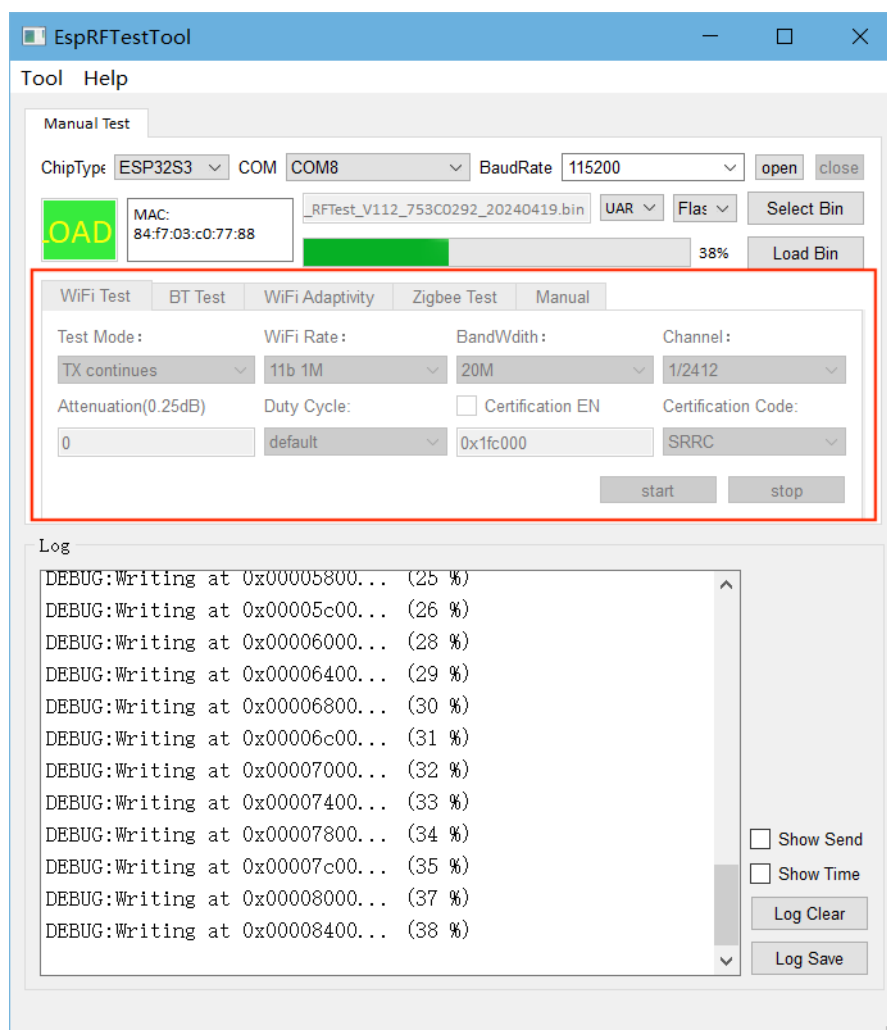 EspRFTestTool
Tool Help
Manual Test
ChipType ESP32S3 COM COM8 BaudRate 115200 open close
LOAD MAC: 84:f7:03:c0:77:88 _RFTest_V112_753C0292_20240419.bin UAR Flas Select Bin
38% Load Bin
WiFi Test BT Test WiFi Adaptivity Zigbee Test Manual
Test Mode: WiFi Rate: BandWdith: Channel:
TX continues 11b 1M 20M 1/2412
Attenuation(0.25dB) Duty Cycle: Certification EN Certification Code:
0 default 0x1fc000 SRRC
start stop
Log
DEBUG:Writing at 0x00005800... (25 %)
DEBUG:Writing at 0x00005c00... (26 %)
DEBUG:Writing at 0x00006000... (28 %)
DEBUG:Writing at 0x00006400... (29 %)
DEBUG:Writing at 0x00006800... (30 %)
DEBUG:Writing at 0x00006c00... (31 %)
DEBUG:Writing at 0x00007000... (32 %)
DEBUG:Writing at 0x00007400... (33 %)
DEBUG:Writing at 0x00007800... (34 %)
DEBUG:Writing at 0x00007c00... (35 %)
DEBUG:Writing at 0x00008000... (37 %)
DEBUG:Writing at 0x00008400... (38 %)
Show Send
Show Time
Log Clear
Log Save